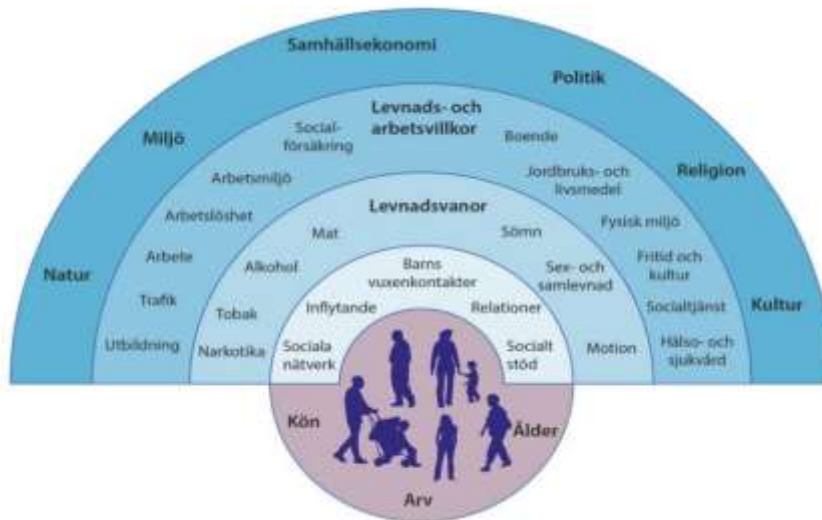 Samhällsekonomi
Politik
Miljö
Religion
Natur
Kultur
Levnads- och
arbetsvillkor
Social-
försäkring
Boende
Arbetsmiljö
Jordbruks- och
livsmedel
Arbetslöshet
Fysisk miljö
Arbete
Fritid och
kultur
Trafik
Socialtjänst
Utbildning
Hälso- och
sjukvård
Levnadsvanor
Mat
Sömn
Alkohol
Sex- och
samlevnad
Tobak
Narkotika
Motion
Barns
vuxenkontakter
Inflytande
Relationer
Sociala
nätverk
Socialt
stöd
Kön
Ålder
Arv